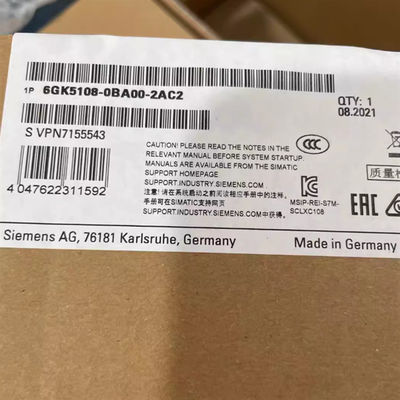 1P 6GK5108-0BA00-2AC2
QTY: 1
08.2021
S VPN7155543
CAUTION! PLEASE READ THE NOTES IN THE
RELEVANT MANUAL BEFORE SYSTEM STARTUP.
MANUALS ARE AVAILABLE FROM THE SIMATIC
SUPPORT HOMEPAGE
SUPPORT.INDUSTRY.SIEMENS.COM
注意! 请在系统启动之前阅读相应手册中的注释。
手册可在SIMATIC支持网页
SUPPORT.INDUSTRY.SIEMENS.COM中获得。
CCC
质量检
4 047622311592
MSIP-REI-S7M-
SCLXC108
EAC
Siemens AG, 76181 Karlsruhe, Germany
Made in Germany